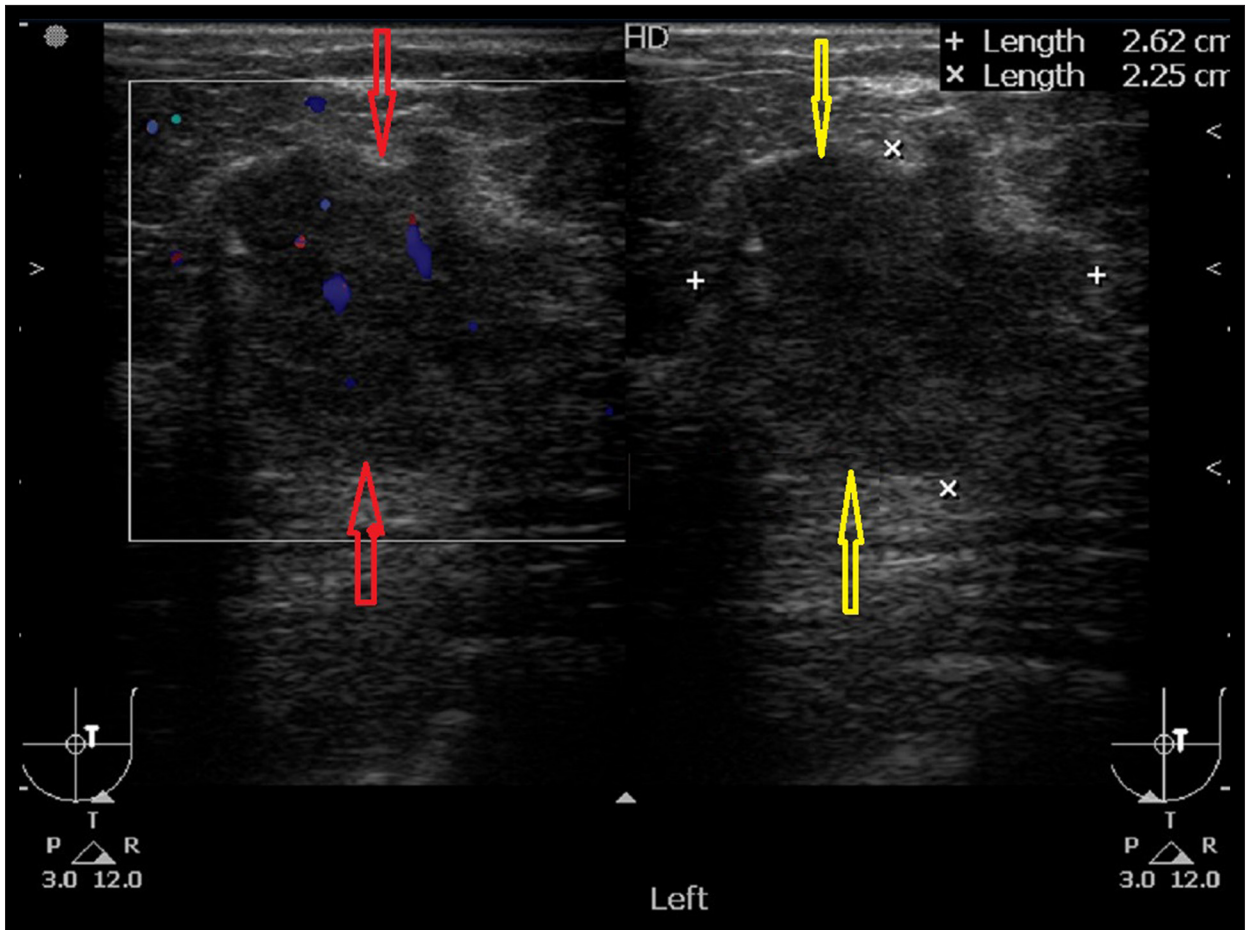 HD
+ Length 2.62 cm
× Length 2.25 cm
T
T
T
P R
3.0 12.0
T
P R
3.0 12.0
Left